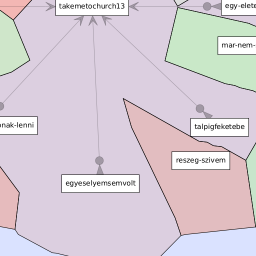 takemetochurch13
egy-elete
mar-nem-
onak-lenni
talpigfeketebe
reszeg-szivem
egyeselyemsemvolt